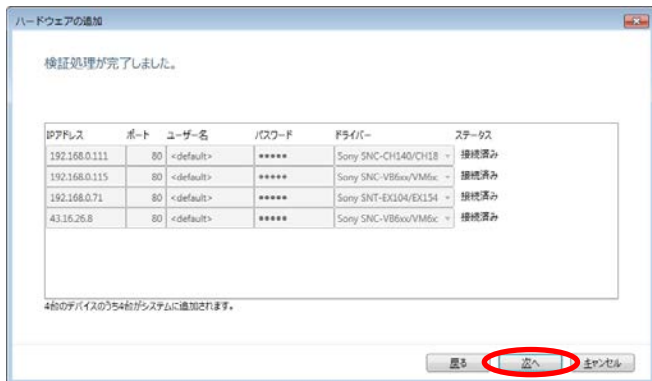 ハードウェアの追加
検証処理が完了しました。
IPアドレス ポート ユーザー名 パスワード ドライバー ステータス
192.168.0.111 80 <default> ***** Sony SNC-CH140/CH18 接続済み
192.168.0.115 80 <default> ***** Sony SNC-VB6xx/VM6x 接続済み
192.168.0.71 80 <default> ***** Sony SNT-EX104/EX154 接続済み
43.16.26.8 80 <default> ***** Sony SNC-VB6xx/VM6x 接続済み
4台のデバイスのうち4台がシステムに追加されます。
戻る 次へ キャンセル